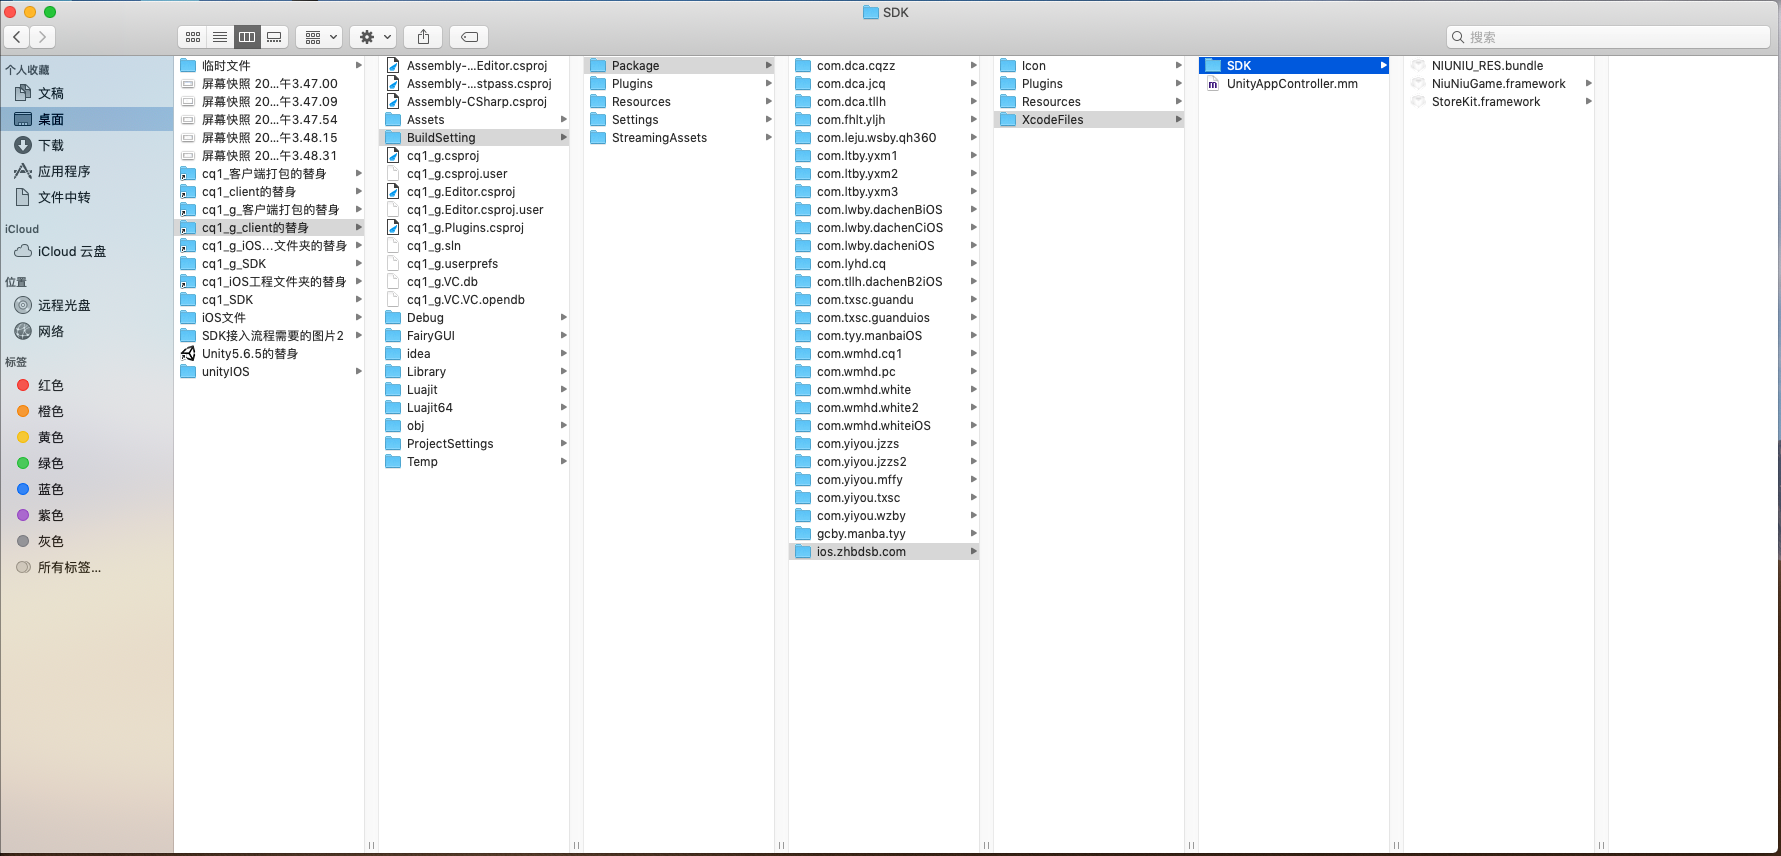 SDK
搜索
个人收藏
文稿
桌面
下载
应用程序
文件中转
iCloud
iCloud 云盘
位置
远程光盘
网络
标签
红色
橙色
黄色
绿色
蓝色
紫色
灰色
所有标签...
临时文件
屏幕快照 20...午3.47.00
屏幕快照 20...午3.47.09
屏幕快照 20...午3.47.54
屏幕快照 20...午3.48.15
屏幕快照 20...午3.48.31
cq1_客户端打包的替身
cq1_client的替身
cq1_g_客户端打包的替身
cq1_g_client的替身
cq1_g_iOS...文件夹的替身
cq1_g_SDK
cq1_iOS工程文件夹的替身
cq1_SDK
iOS文件
SDK接入流程需要的图片2
Unity5.6.5的替身
unityIOS
Assembly-...Editor.csproj
Assembly-...stpass.csproj
Assembly-CSharp.csproj
Assets
BuildSetting
cq1_g.csproj
cq1_g.csproj.user
cq1_g.Editor.csproj
cq1_g.Editor.csproj.user
cq1_g.Plugins.csproj
cq1_g.sln
cq1_g.userprefs
cq1_g.VC.db
cq1_g.VC.VC.opendb
Debug
FairyGUI
idea
Library
Luajit
Luajit64
obj
ProjectSettings
Temp
Package
Plugins
Resources
Settings
StreamingAssets
com.dca.cqzz
com.dca.jcq
com.dca.tllh
com.fhlt.yljh
com.leju.wsby.qh360
com.ltby.yxm1
com.ltby.yxm2
com.ltby.yxm3
com.lwby.dachenBiOS
com.lwby.dachenCiOS
com.lwby.dacheniOS
com.lyhd.cq
com.tllh.dachenB2iOS
com.txsc.guandu
com.txsc.guanduios
com.tyy.manbaiOS
com.wmhd.cq1
com.wmhd.pc
com.wmhd.white
com.wmhd.white2
com.wmhd.whiteiOS
com.yiyou.jzzs
com.yiyou.jzzs2
com.yiyou.mffy
com.yiyou.txsc
com.yiyou.wzby
gcby.manba.tyy
ios.zhbdsb.com
Icon
Plugins
Resources
XcodeFiles
SDK
UnityAppController.mm
NIUNIU_RES.bundle
NiuNiuGame.framework
StoreKit.framework